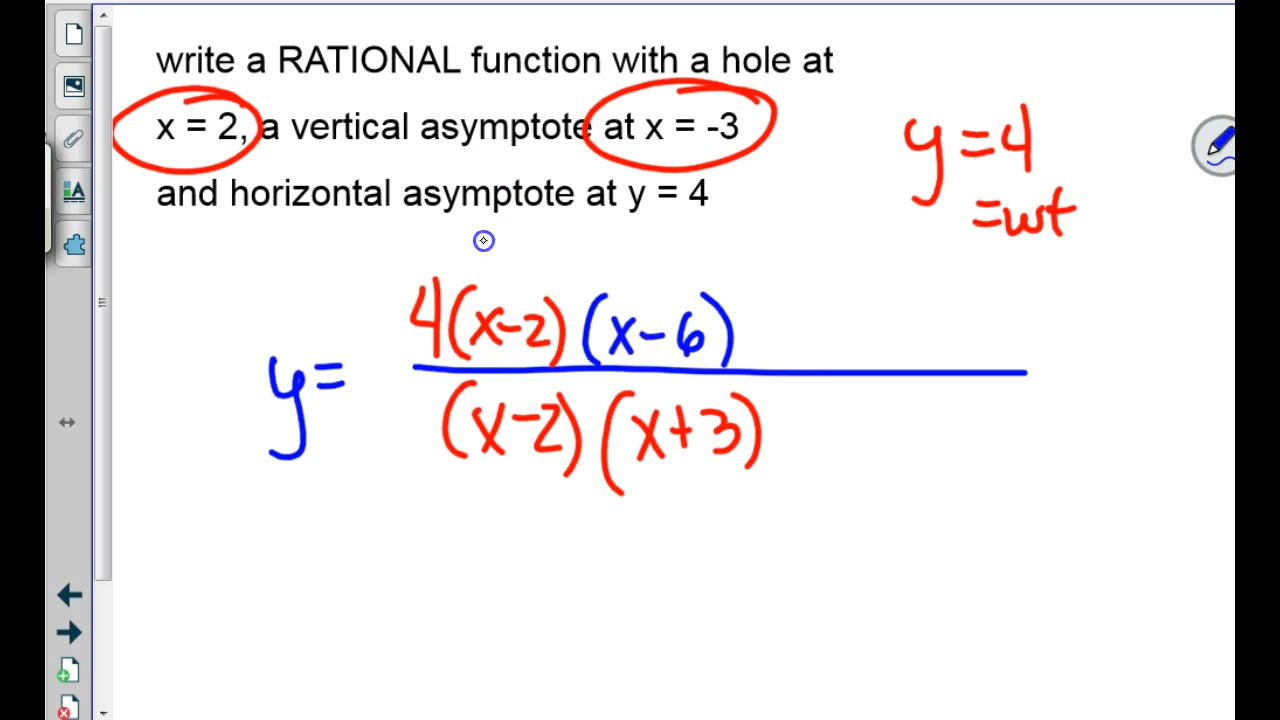 write a RATIONAL function with a hole at
x = 2, a vertical asymptote at x = -3
and horizontal asymptote at y = 4
y=4
=wt
4(x-2)(x-6)
y=
(x-2)(x+3)